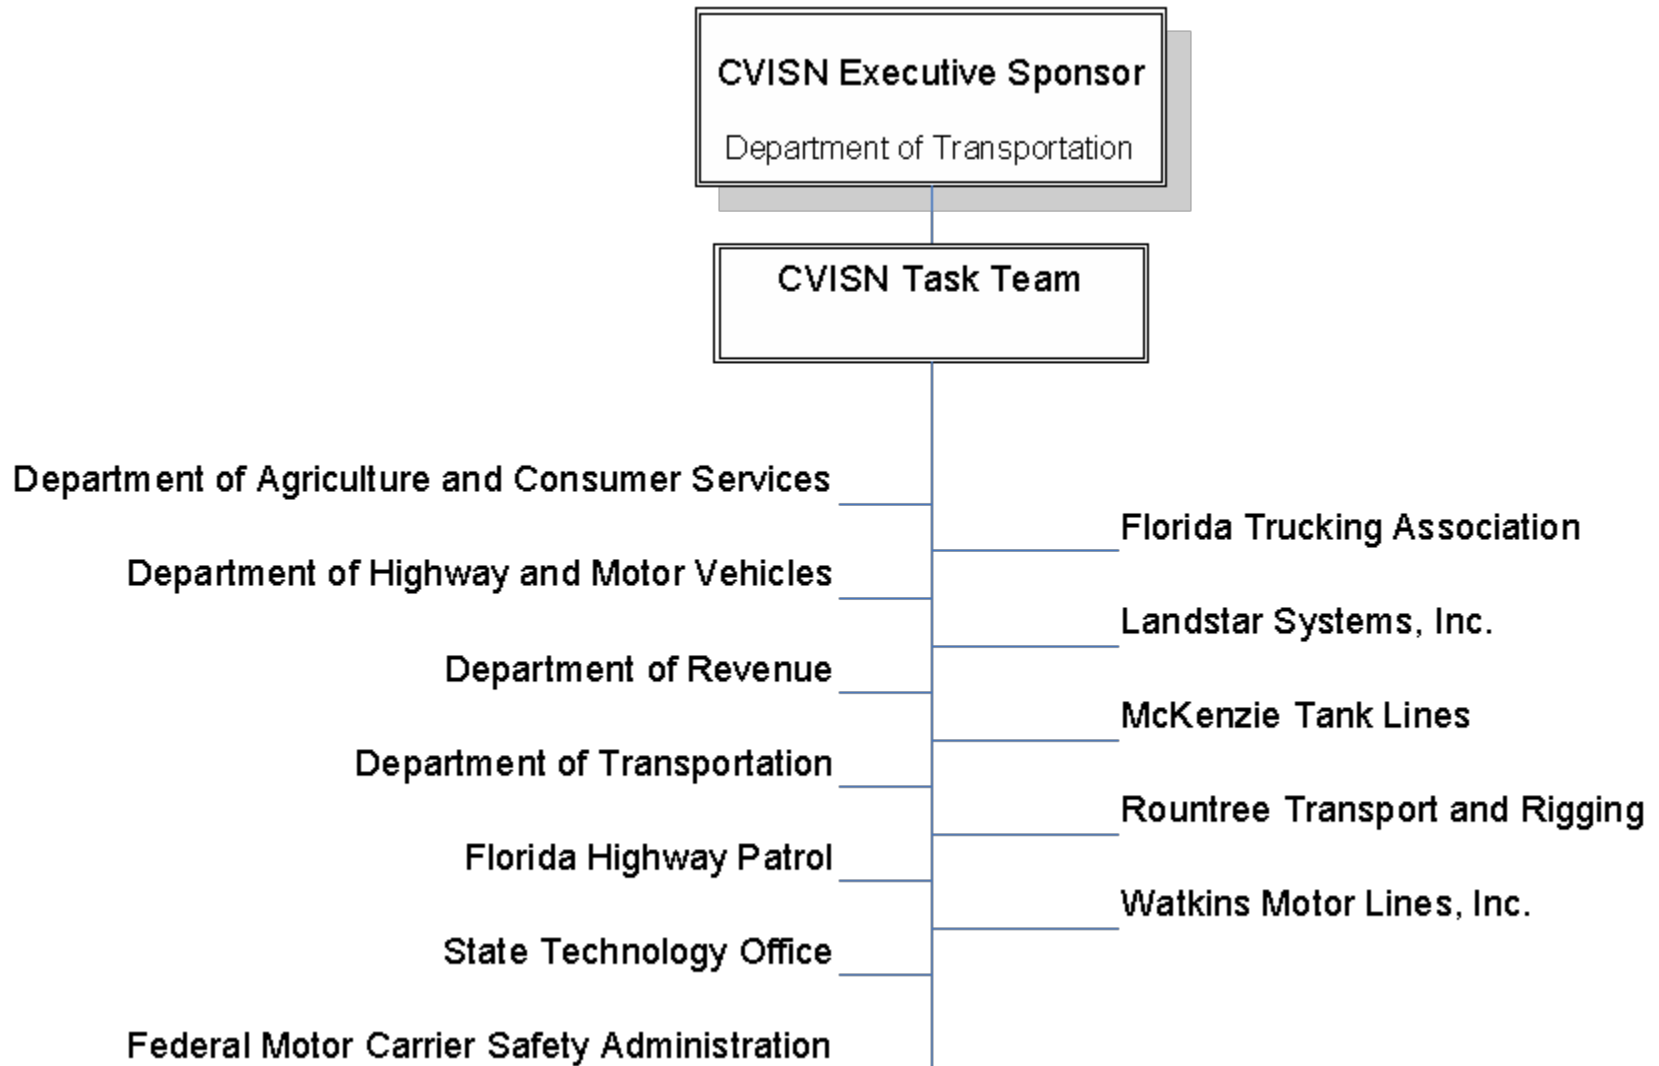 CVISN Executive Sponsor
Department of Transportation
CVISN Task Team
Department of Agriculture and Consumer Services
Florida Trucking Association
Department of Highway and Motor Vehicles
Landstar Systems, Inc.
Department of Revenue
McKenzie Tank Lines
Department of Transportation
Rountree Transport and Rigging
Florida Highway Patrol
Watkins Motor Lines, Inc.
State Technology Office
Federal Motor Carrier Safety Administration